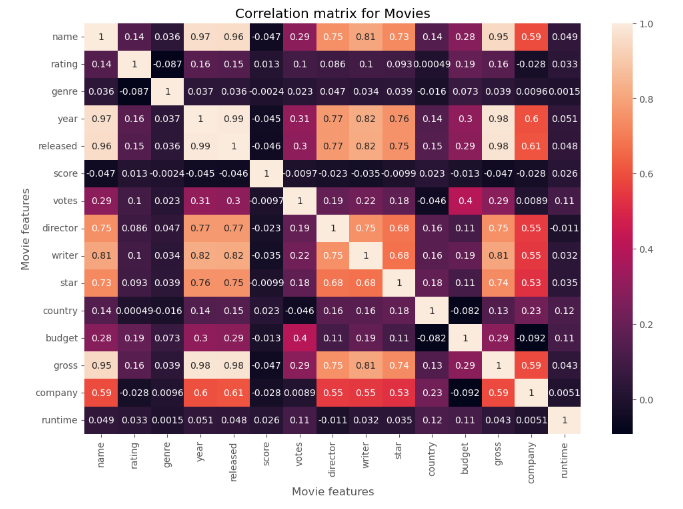 Correlation matrix for Movies
name 1 0.14 0.036 0.97 0.96 -0.047 0.29 0.75 0.81 0.73 0.14 0.28 0.95 0.59 0.049
rating 0.14 1 -0.087 0.16 0.15 0.013 0.1 0.086 0.1 0.093 0.00049 0.19 0.16 -0.028 0.033
genre 0.036 -0.087 1 0.037 0.036 -0.0024 0.023 0.047 0.034 0.039 -0.016 0.073 0.039 0.0096 0.0015
year 0.97 0.16 0.037 1 0.99 -0.045 0.31 0.77 0.82 0.76 0.14 0.3 0.98 0.6 0.051
released 0.96 0.15 0.036 0.99 1 -0.046 0.3 0.77 0.82 0.75 0.14 0.29 0.98 0.61 0.048
score -0.047 0.013 -0.0024 -0.045 -0.046 1 -0.0097 -0.023 -0.035 -0.0099 0.023 -0.013 -0.047 -0.028 0.026
votes 0.29 0.1 0.023 0.31 0.3 -0.0097 1 0.19 0.22 0.18 -0.046 0.4 0.29 0.0089 0.11
director 0.75 0.086 0.047 0.77 0.77 -0.023 0.19 1 0.75 0.68 0.16 0.11 0.75 0.55 -0.011
writer 0.81 0.1 0.034 0.82 0.82 -0.035 0.22 0.75 1 0.68 0.16 0.19 0.81 0.55 0.032
star 0.73 0.093 0.039 0.76 0.75 -0.0099 0.18 0.68 0.68 1 0.18 0.11 0.74 0.53 0.035
country 0.14 0.00049 -0.016 0.14 0.14 0.023 -0.046 0.16 0.16 0.18 1 -0.082 0.13 0.23 0.12
budget 0.28 0.19 0.073 0.3 0.29 -0.013 0.4 0.11 0.19 0.11 -0.082 1 0.29 -0.092 0.11
gross 0.95 0.16 0.039 0.98 0.98 -0.047 0.29 0.75 0.81 0.74 0.13 0.29 1 0.59 0.043
company 0.59 -0.028 0.0096 0.6 0.61 -0.028 0.0089 0.55 0.55 0.53 0.23 -0.092 0.59 1 0.0051
runtime 0.049 0.033 0.0015 0.051 0.048 0.026 0.11 -0.011 0.032 0.035 0.12 0.11 0.043 0.0051 1
name rating genre year released score votes director writer star country budget gross company runtime
Movie features
Movie features
1.0
0.8
0.6
0.4
0.2
0.0